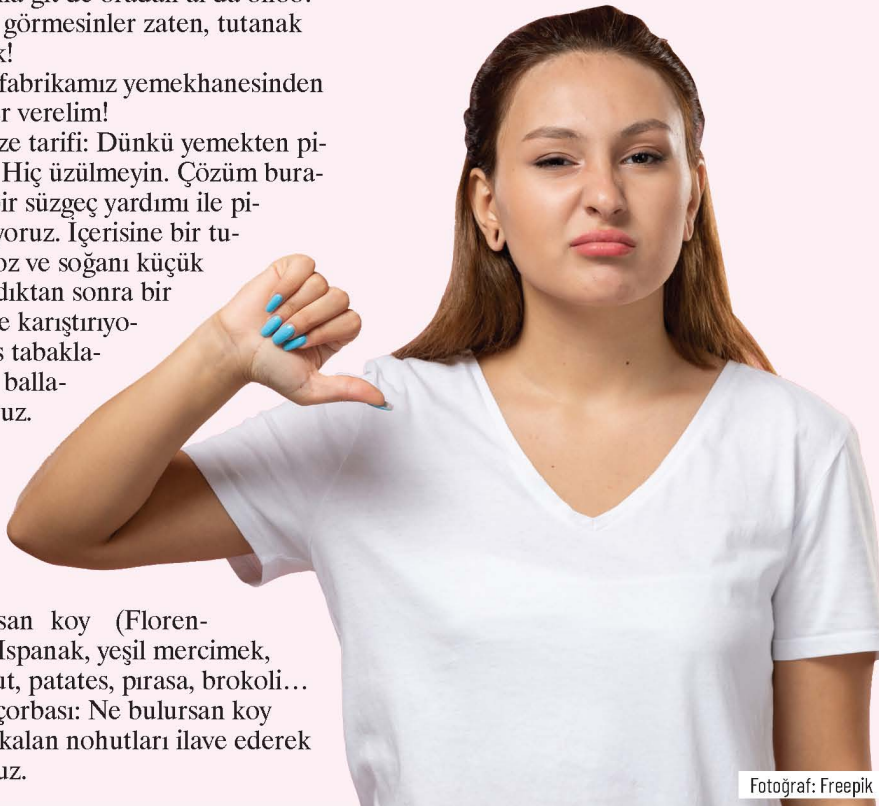 görmesinler zaten, tutanak
fabrikamız yemekhanesinden
r verelim!
ze tarifi: Dünkü yemekten pi-
Hiç üzülmeyin. Çözüm bura-
bir süzgeç yardımı ile pi-
yoruz. İçerisine bir tu-
oz ve soğanı küçük
dıktan sonra bir
e karıştırıyo-
s tabakla-
balla-
uz.
san koy (Floren-
Ispanak, yeşil mercimek,
ut, patates, pırasa, brokoli…
çorbası: Ne bulursan koy
kalan nohutları ilave ederek
uz.
Fotoğraf: Freepik